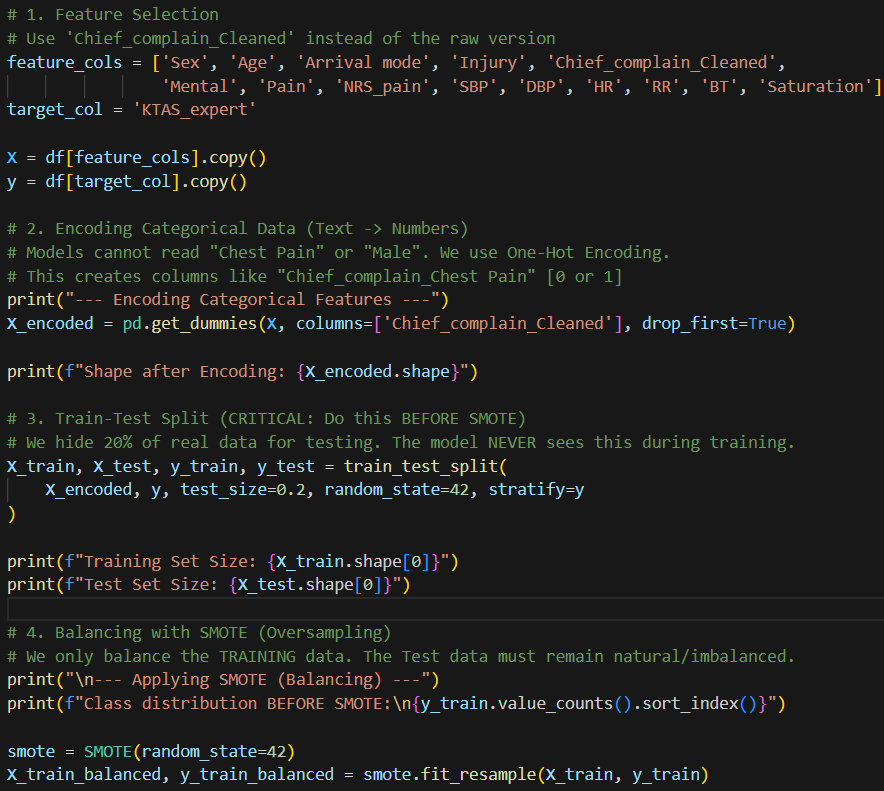 # 1. Feature Selection
# Use 'Chief_complain_Cleaned' instead of the raw version
feature_cols = ['Sex', 'Age', 'Arrival mode', 'Injury', 'Chief_complain_Cleaned',
                'Mental', 'Pain', 'NRS_pain', 'SBP', 'DBP', 'HR', 'RR', 'BT', 'Saturation']
target_col = 'KTAS_expert'

X = df[feature_cols].copy()
y = df[target_col].copy()

# 2. Encoding Categorical Data (Text -> Numbers)
# Models cannot read "Chest Pain" or "Male". We use One-Hot Encoding.
# This creates columns like "Chief_complain_Chest Pain" [0 or 1]
print("--- Encoding Categorical Features ---")
X_encoded = pd.get_dummies(X, columns=['Chief_complain_Cleaned'], drop_first=True)

print(f"Shape after Encoding: {X_encoded.shape}")

# 3. Train-Test Split (CRITICAL: Do this BEFORE SMOTE)
# We hide 20% of real data for testing. The model NEVER sees this during training.
X_train, X_test, y_train, y_test = train_test_split(
    X_encoded, y, test_size=0.2, random_state=42, stratify=y
)

print(f"Training Set Size: {X_train.shape[0]}")
print(f"Test Set Size: {X_test.shape[0]}")

# 4. Balancing with SMOTE (Oversampling)
# We only balance the TRAINING data. The Test data must remain natural/imbalanced.
print("\n--- Applying SMOTE (Balancing) ---")
print(f"Class distribution BEFORE SMOTE:\n{y_train.value_counts().sort_index()}")

smote = SMOTE(random_state=42)
X_train_balanced, y_train_balanced = smote.fit_resample(X_train, y_train)